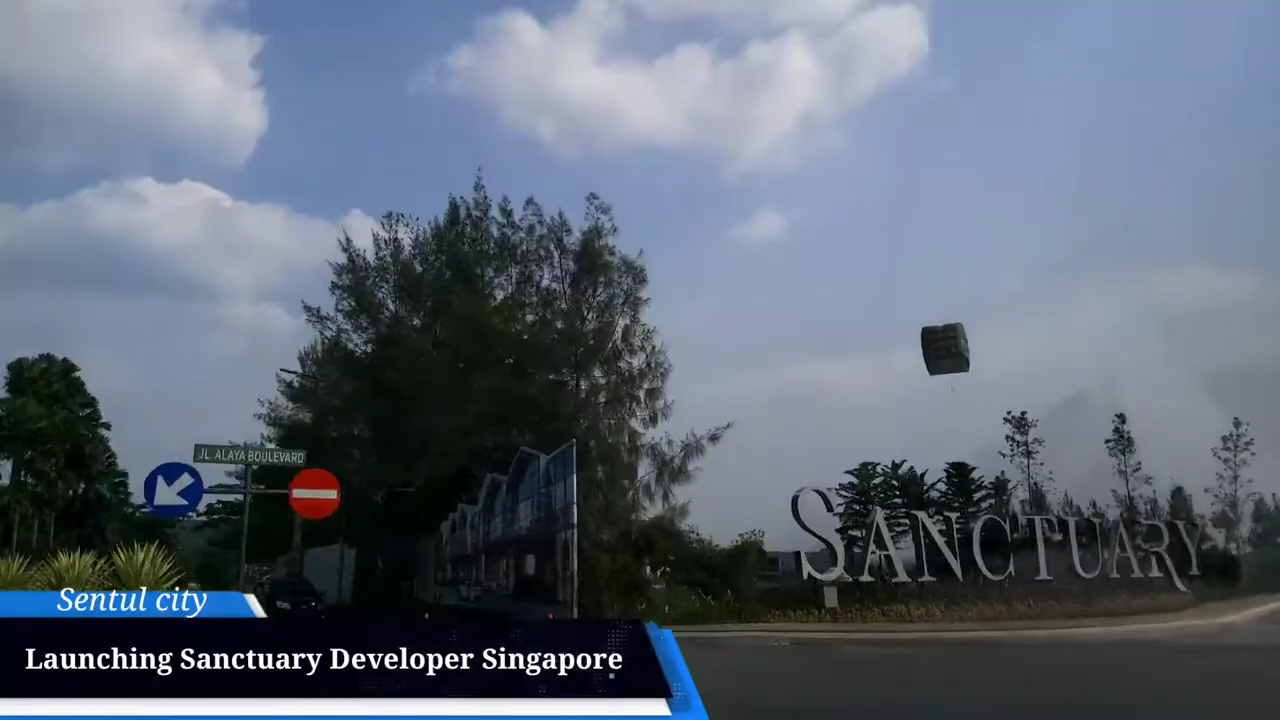 JL. ALAYA BOULEVARD
SANCTUARY
Sentul city
Launching Sanctuary Developer Singapore